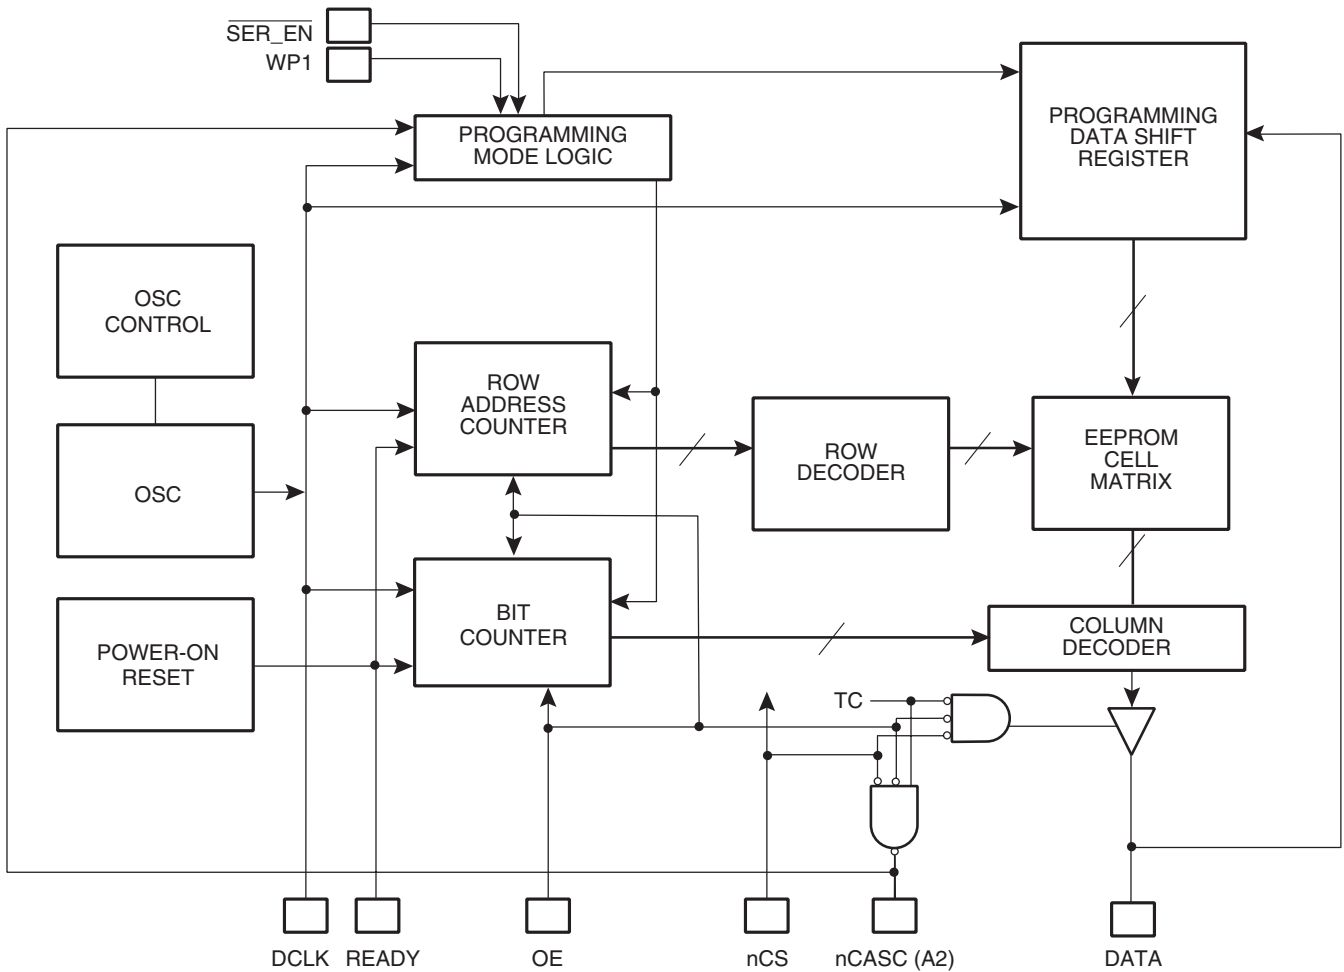 SER_EN
WP1
PROGRAMMING
MODE LOGIC
PROGRAMMING
DATA SHIFT
REGISTER
OSC
CONTROL
ROW
ADDRESS
COUNTER
ROW
DECODER
EEPROM
CELL
MATRIX
OSC
BIT
COUNTER
COLUMN
DECODER
POWER-ON
RESET
TC
DCLK
READY
OE
nCS
nCASC (A2)
DATA